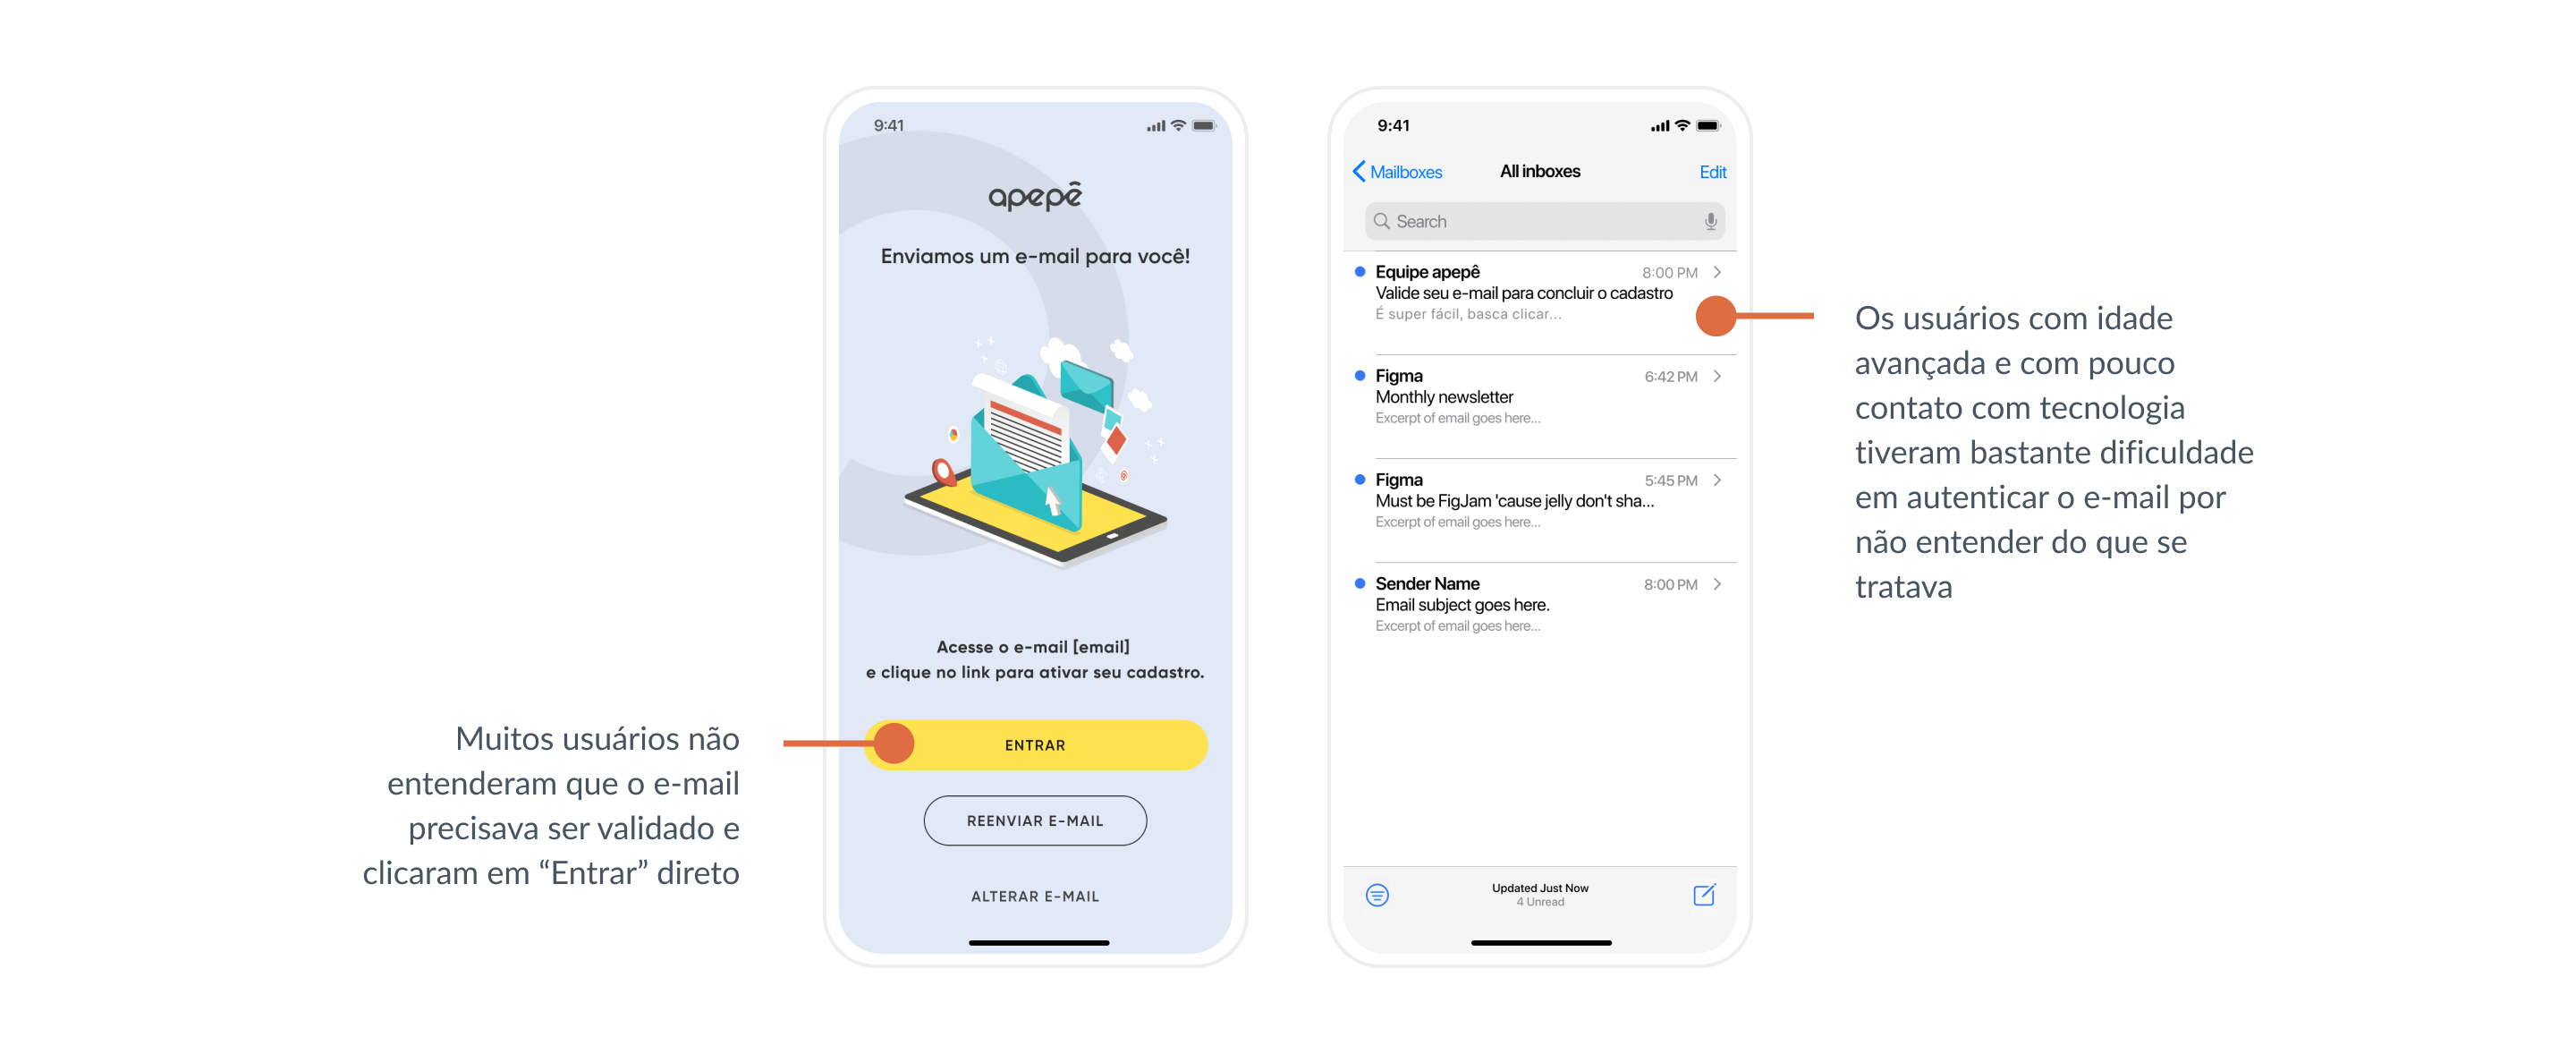 9:41
apepê
Enviamos um e-mail para você!
Acesse o e-mail [email]
e clique no link para ativar seu cadastro.
ENTRAR
REENVIAR E-MAIL
ALTERAR E-MAIL
Muitos usuários não
entenderam que o e-mail
precisava ser validado e
clicaram em “Entrar” direto
9:41
Mailboxes
All inboxes
Edit
Search
Equipe apepê
8:00 PM
Valide seu e-mail para concluir o cadastro
É super fácil, basca clicar...
Figma
6:42 PM
Monthly newsletter
Excerpt of email goes here...
Figma
5:45 PM
Must be FigJam 'cause jelly don't sha...
Excerpt of email goes here...
Sender Name
8:00 PM
Email subject goes here.
Excerpt of email goes here...
Updated Just Now
4 Unread
Os usuários com idade
avançada e com pouco
contato com tecnologia
tiveram bastante dificuldade
em autenticar o e-mail por
não entender do que se
tratava